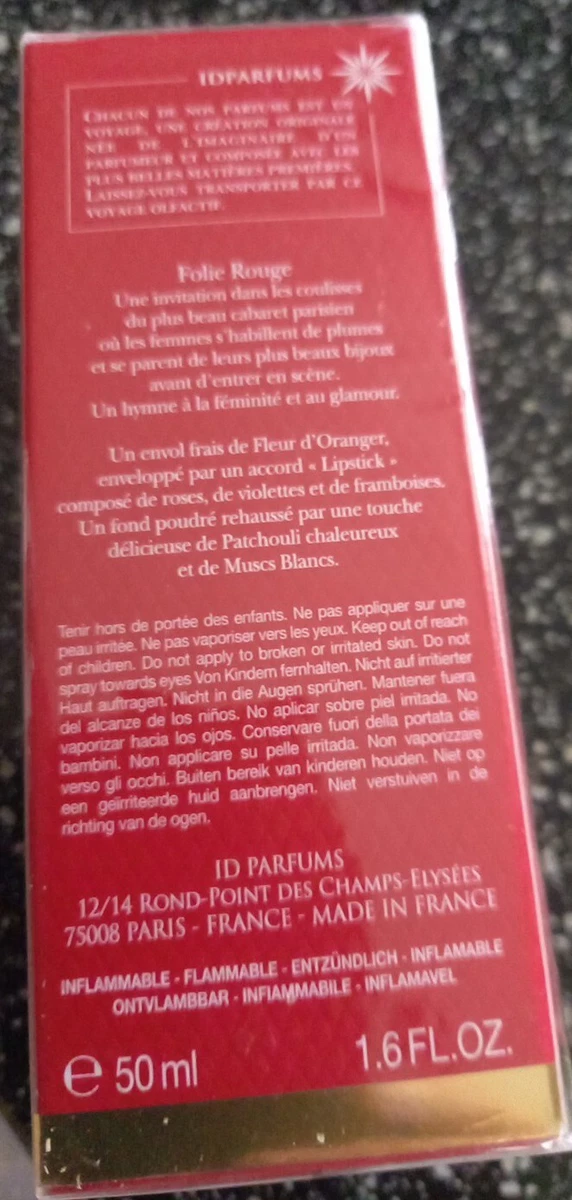 IDPARFUMS
CHACUN DE NOS PARFUMS EST UN
VOYAGE, UNE CRÉATION ORIGINALE
NÉE DE L'IMAGINAIRE D'UN
PARFUMEUR ET COMPOSÉE AVEC LES
PLUS BELLES MATIÈRES PREMIÈRES.
LAISSEZ-VOUS TRANSPORTER PAR CE
VOYAGE OLFACTIF.
Folie Rouge
Une invitation dans les coulisses
du plus beau cabaret parisien
où les femmes s'habillent de plumes
et se parent de leurs plus beaux bijoux
avant d'entrer en scène.
Un hymne à la féminité et au glamour.
Un envol frais de Fleur d'Oranger,
enveloppé par un accord « Lipstick »
composé de roses, de violettes et de framboises.
Un fond poudré rehaussé par une touche
délicieuse de Patchouli chaleureux
et de Muscs Blancs.
Tenir hors de portée des enfants. Ne pas appliquer sur une
peau irritée. Ne pas vaporiser vers les yeux. Keep out of reach
of children. Do not apply to broken or irritated skin. Do not
spray towards eyes Von Kindern fernhalten. Nicht auf irritierter
Haut auftragen. Nicht in die Augen sprühen. Mantener fuera
del alcanze de los niños. No aplicar sobre piel irritada. No
vaporizar hacia los ojos. Conservare fuori della portata dei
bambini. Non applicare su pelle irritada. Non vaporizzare
verso gli occhi. Buiten bereik van kinderen houden. Niet op
een geïrriteerde huid aanbrengen. Niet verstuiven in de
richting van de ogen.
ID PARFUMS
12/14 ROND-POINT DES CHAMPS-ELYSÉES
75008 PARIS - FRANCE - MADE IN FRANCE
INFLAMMABLE - FLAMMABLE - ENTZÜNDLICH - INFLAMABLE
ONTVLAMBBAR - INFIAMMABILE - INFLAMAVEL
e 50 ml 1.6 FL.OZ.